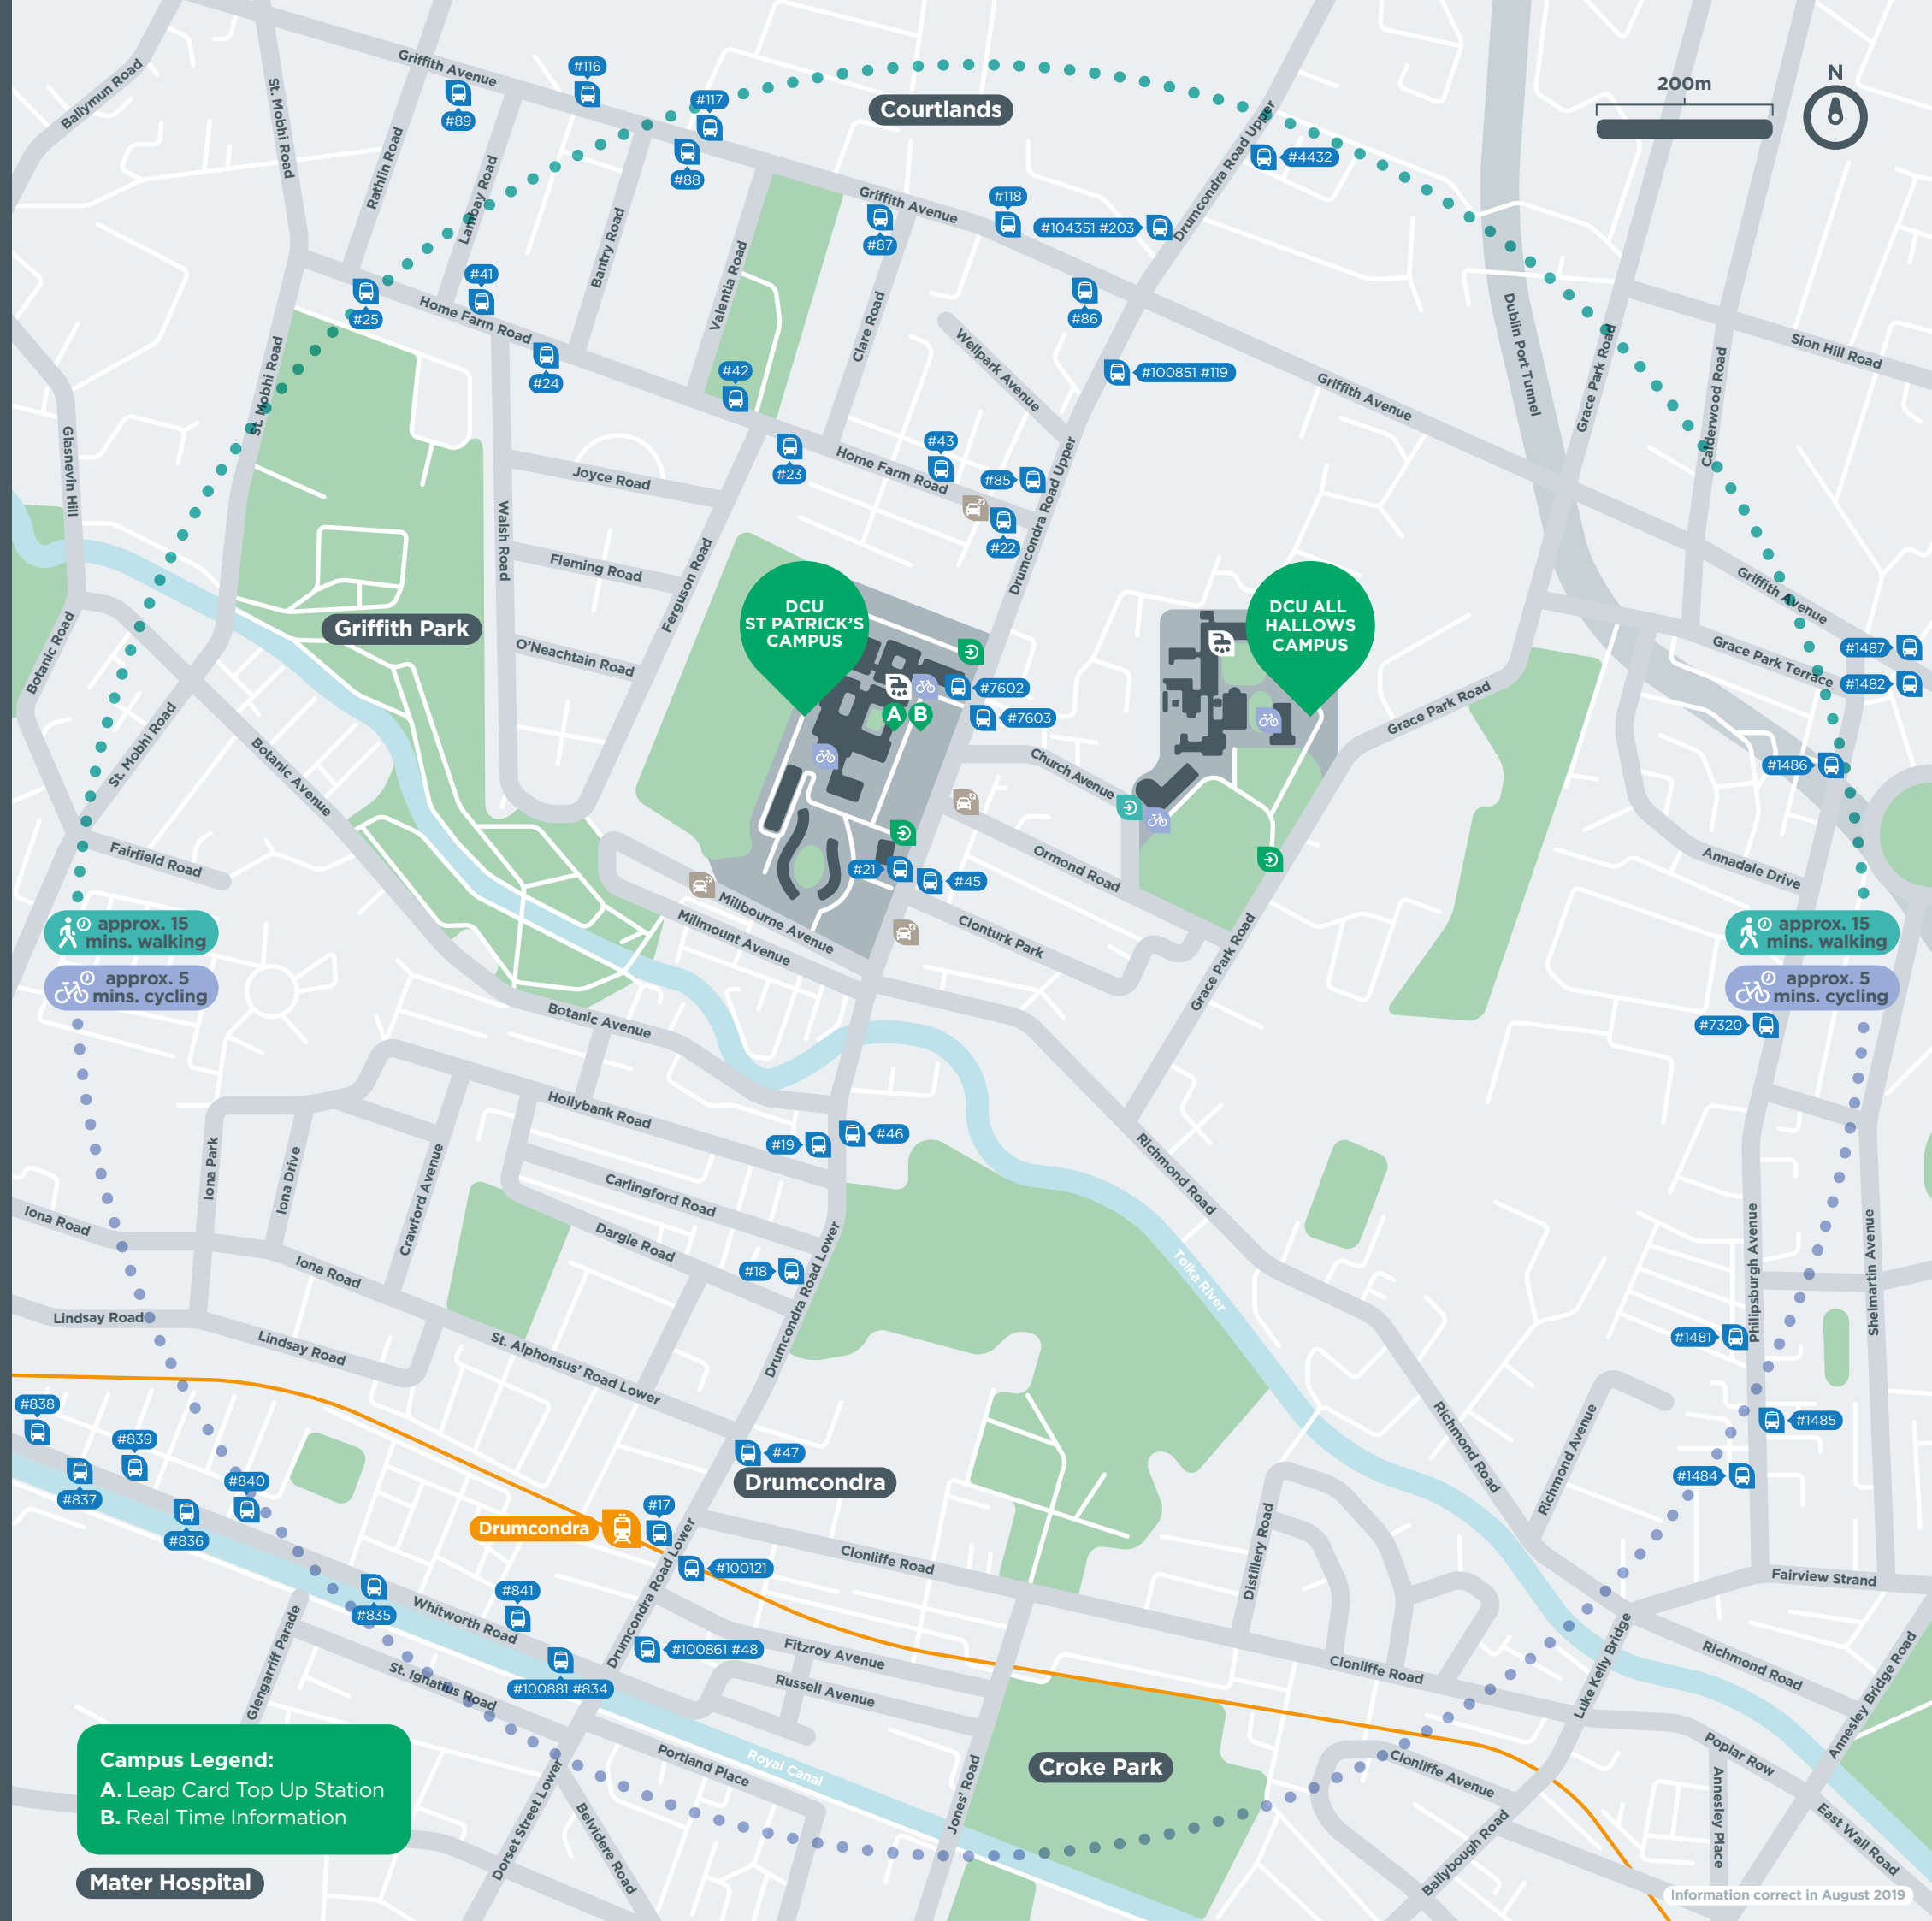 Griffith Avenue
#116
Ballymun Road
St. Mobhi Road
#89
#117
Courtlands
200m
N
Rathlin Road
Lambay Road
#88
Drumcondra Road Upper
#4432
Bantry Road
Griffith Avenue
#118
#104351 #203
#87
Valentia Road
#41
#25
Home Farm Road
Clare Road
#86
Wellpark Avenue
Dublin Port Tunnel
Grace Park Road
Calderwood Road
Sion Hill Road
St. Mobhi Road
#24
#42
#100851 #119
Griffith Avenue
Glasnevin Hill
Joyce Road
#23
#43
Home Farm Road
#85
Drumcondra Road Upper
Walsh Road
#22
Fleming Road
Ferguson Road
Griffith Avenue
DCU
ST PATRICK'S
CAMPUS
DCU ALL
HALLOWS
CAMPUS
Griffith Park
Botanic Road
O'Neachtain Road
Grace Park Terrace
#1487
#1482
#7602
A B
#7603
Grace Park Road
St. Mobhi Road
Botanic Avenue
Church Avenue
#1486
Fairfield Road
Ormond Road
Annadale Drive
#21
#45
Millbourne Avenue
Milmount Avenue
Clonturk Park
Grace Park Road
approx. 15
mins. walking
approx. 5
mins. cycling
approx. 15
mins. walking
approx. 5
mins. cycling
#7320
Botanic Avenue
Hollybank Road
#19
#46
Iona Park
Iona Drive
Crawford Avenue
Carlingford Road
Richmond Road
Iona Road
Dargle Road
Iona Road
#18
Drumcondra Road Lower
Tolka River
Philipsburgh Avenue
Shelmartin Avenue
Lindsay Road
Lindsay Road
St. Alphonsus' Road Lower
#1481
#838
#839
#837
#840
#836
#47
Drumcondra
Richmond Road
Richmond Avenue
#1485
#1484
Drumcondra
#17
#100121
Clonliffe Road
Distillery Road
Fairview Strand
#835
#841
Whitworth Road
Drumcondra Road Lower
#100861 #48
Fitzroy Avenue
#100881 #834
Russell Avenue
Glengarriff Parade
St. Ignatius Road
Clonliffe Road
Luke Kelly Bridge
Richmond Road
Annesley Bridge Road
Campus Legend:
A. Leap Card Top Up Station
B. Real Time Information
Portland Place
Royal Canal
Croke Park
Jones' Road
Clonliffe Avenue
Poplar Row
Annesley Place
East Wall Road
Dorset Street Lower
Belvidere Road
Ballybough Road
Mater Hospital
Information correct in August 2019